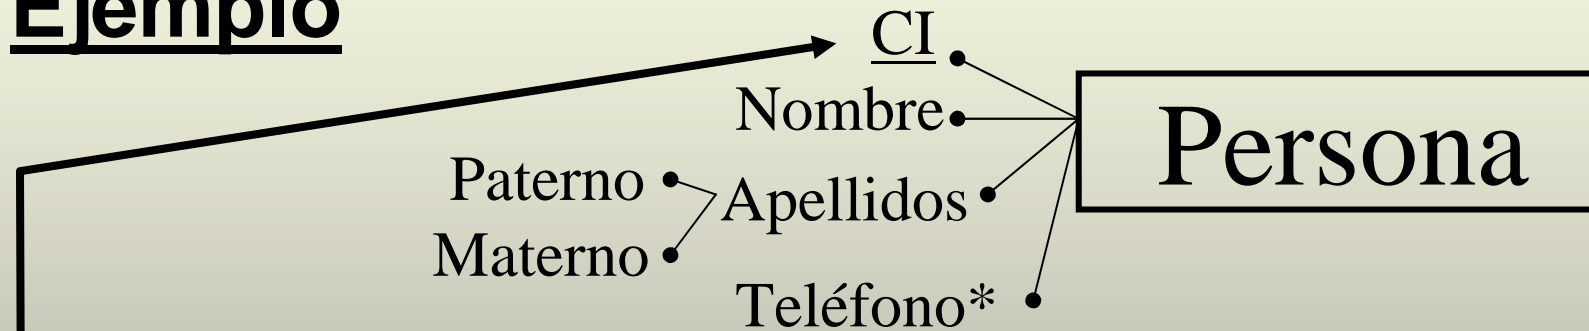 Ejemplo
CI
Nombre
Persona
Paterno
Apellidos
Materno
Teléfono*